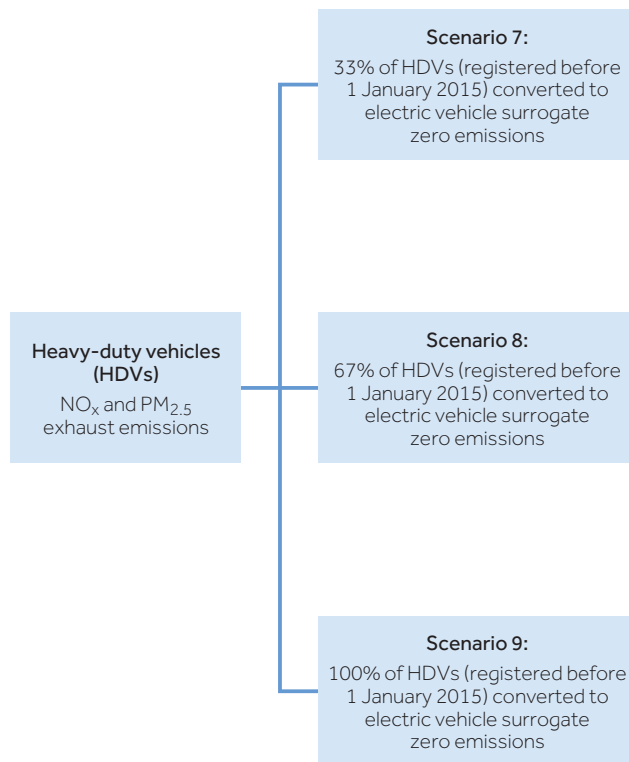 Scenario 7:
33% of HDVs (registered before
1 January 2015) converted to
electric vehicle surrogate
zero emissions
Heavy-duty vehicles
(HDVs)
NOx and PM2.5
exhaust emissions
Scenario 8:
67% of HDVs (registered before
1 January 2015) converted to
electric vehicle surrogate
zero emissions
Scenario 9:
100% of HDVs (registered before
1 January 2015) converted to
electric vehicle surrogate
zero emissions